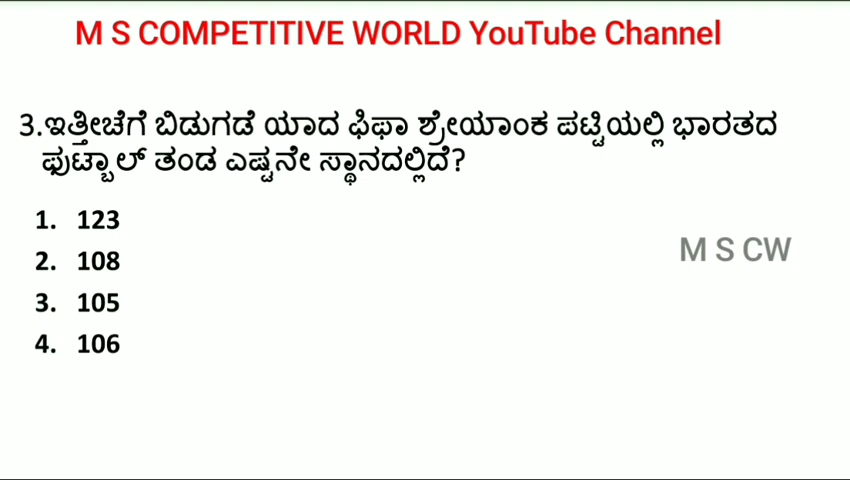 M S COMPETITIVE WORLD YouTube Channel
3.ಇತ್ತೀಚೆಗೆ ಬಿಡುಗಡೆ ಯಾದ ಫಿಫಾ ಶ್ರೇಯಾಂಕ ಪಟ್ಟಿಯಲ್ಲಿ ಭಾರತದ
ಫುಟ್ಬಾಲ್ ತಂಡ ಎಷ್ಟನೇ ಸ್ಥಾನದಲ್ಲಿದೆ?
1. 123
M S CW
2. 108
3. 105
4. 106